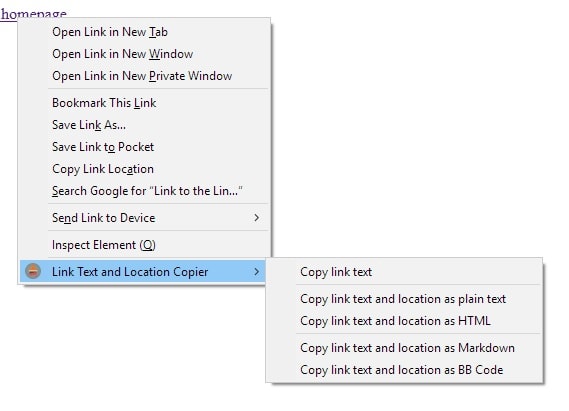 homepage
Open Link in New Tab
Open Link in New Window
Open Link in New Private Window
Bookmark This Link
Save Link As...
Save Link to Pocket
Copy Link Location
Search Google for “Link to the Lin...”
Send Link to Device
Inspect Element (Q)
Link Text and Location Copier
Copy link text
Copy link text and location as plain text
Copy link text and location as HTML
Copy link text and location as Markdown
Copy link text and location as BB Code